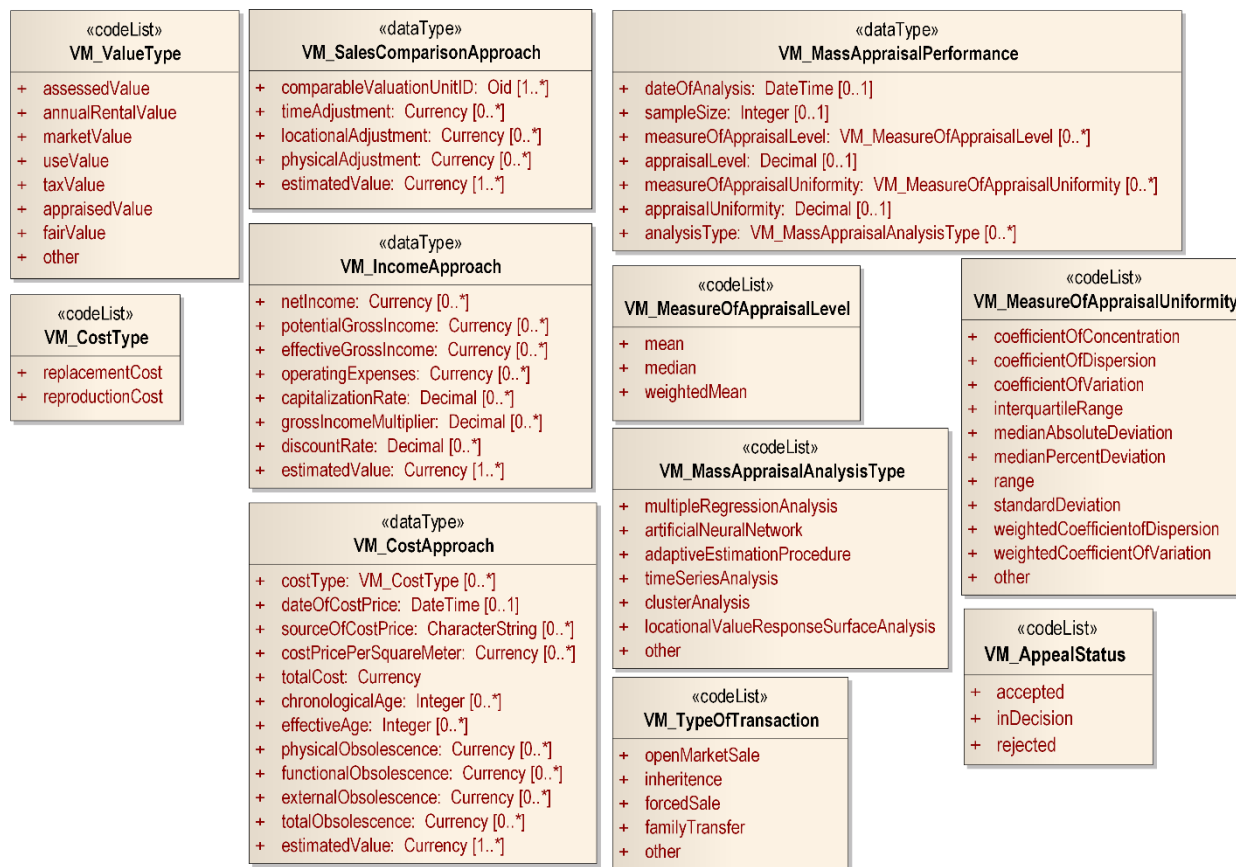 «codeList»
VM_ValueType
+ assessedValue
+ annualRentalValue
+ marketValue
+ useValue
+ taxValue
+ appraisedValue
+ fairValue
+ other
«codeList»
VM_CostType
+ replacementCost
+ reproductionCost
«dataType»
VM_SalesComparisonApproach
+ comparableValuationUnitID: Oid [1..*]
+ timeAdjustment: Currency [0..*]
+ locationalAdjustment: Currency [0..*]
+ physicalAdjustment: Currency [0..*]
+ estimatedValue: Currency [1..*]
«dataType»
VM_IncomeApproach
+ netIncome: Currency [0..*]
+ potentialGrossIncome: Currency [0..*]
+ effectiveGrossIncome: Currency [0..*]
+ operatingExpenses: Currency [0..*]
+ capitalizationRate: Decimal [0..*]
+ grossIncomeMultiplier: Decimal [0..*]
+ discountRate: Decimal [0..*]
+ estimatedValue: Currency [1..*]
«dataType»
VM_CostApproach
+ costType: VM_CostType [0..*]
+ dateOfCostPrice: DateTime [0..1]
+ sourceOfCostPrice: CharacterString [0..*]
+ costPricePerSquareMeter: Currency [0..*]
+ totalCost: Currency
+ chronologicalAge: Integer [0..*]
+ effectiveAge: Integer [0..*]
+ physicalObsolescence: Currency [0..*]
+ functionalObsolescence: Currency [0..*]
+ externalObsolescence: Currency [0..*]
+ totalObsolescence: Currency [0..*]
+ estimatedValue: Currency [1..*]
«dataType»
VM_MassAppraisalPerformance
+ dateOfAnalysis: DateTime [0..1]
+ sampleSize: Integer [0..1]
+ measureOfAppraisalLevel: VM_MeasureOfAppraisalLevel [0..*]
+ appraisalLevel: Decimal [0..1]
+ measureOfAppraisalUniformity: VM_MeasureOfAppraisalUniformity [0..*]
+ appraisalUniformity: Decimal [0..1]
+ analysisType: VM_MassAppraisalAnalysisType [0..*]
«codeList»
VM_MeasureOfAppraisalLevel
+ mean
+ median
+ weightedMean
«codeList»
VM_MassAppraisalAnalysisType
+ multipleRegressionAnalysis
+ artificialNeuralNetwork
+ adaptiveEstimationProcedure
+ timeSeriesAnalysis
+ clusterAnalysis
+ locationalValueResponseSurfaceAnalysis
+ other
«codeList»
VM_TypeOfTransaction
+ openMarketSale
+ inheritence
+ forcedSale
+ familyTransfer
+ other
«codeList»
VM_MeasureOfAppraisalUniformity
+ coefficientOfConcentration
+ coefficientOfDispersion
+ coefficientOfVariation
+ interquartileRange
+ medianAbsoluteDeviation
+ medianPercentDeviation
+ range
+ standardDeviation
+ weightedCoefficientofDispersion
+ weightedCoefficientOfVariation
+ other
«codeList»
VM_AppealStatus
+ accepted
+ inDecision
+ rejected